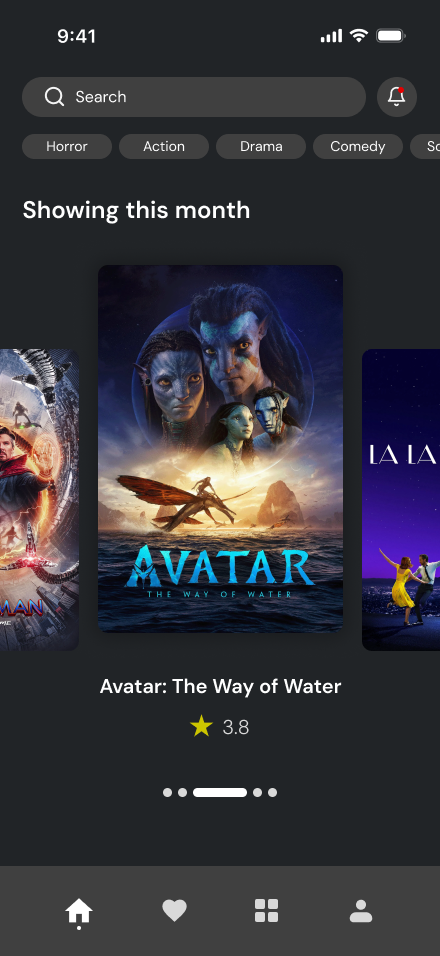 9:41
Search
Horror Action Drama Comedy
Showing this month
LA LA
AVATAR
THE WAY OF WATER
Avatar: The Way of Water
3.8